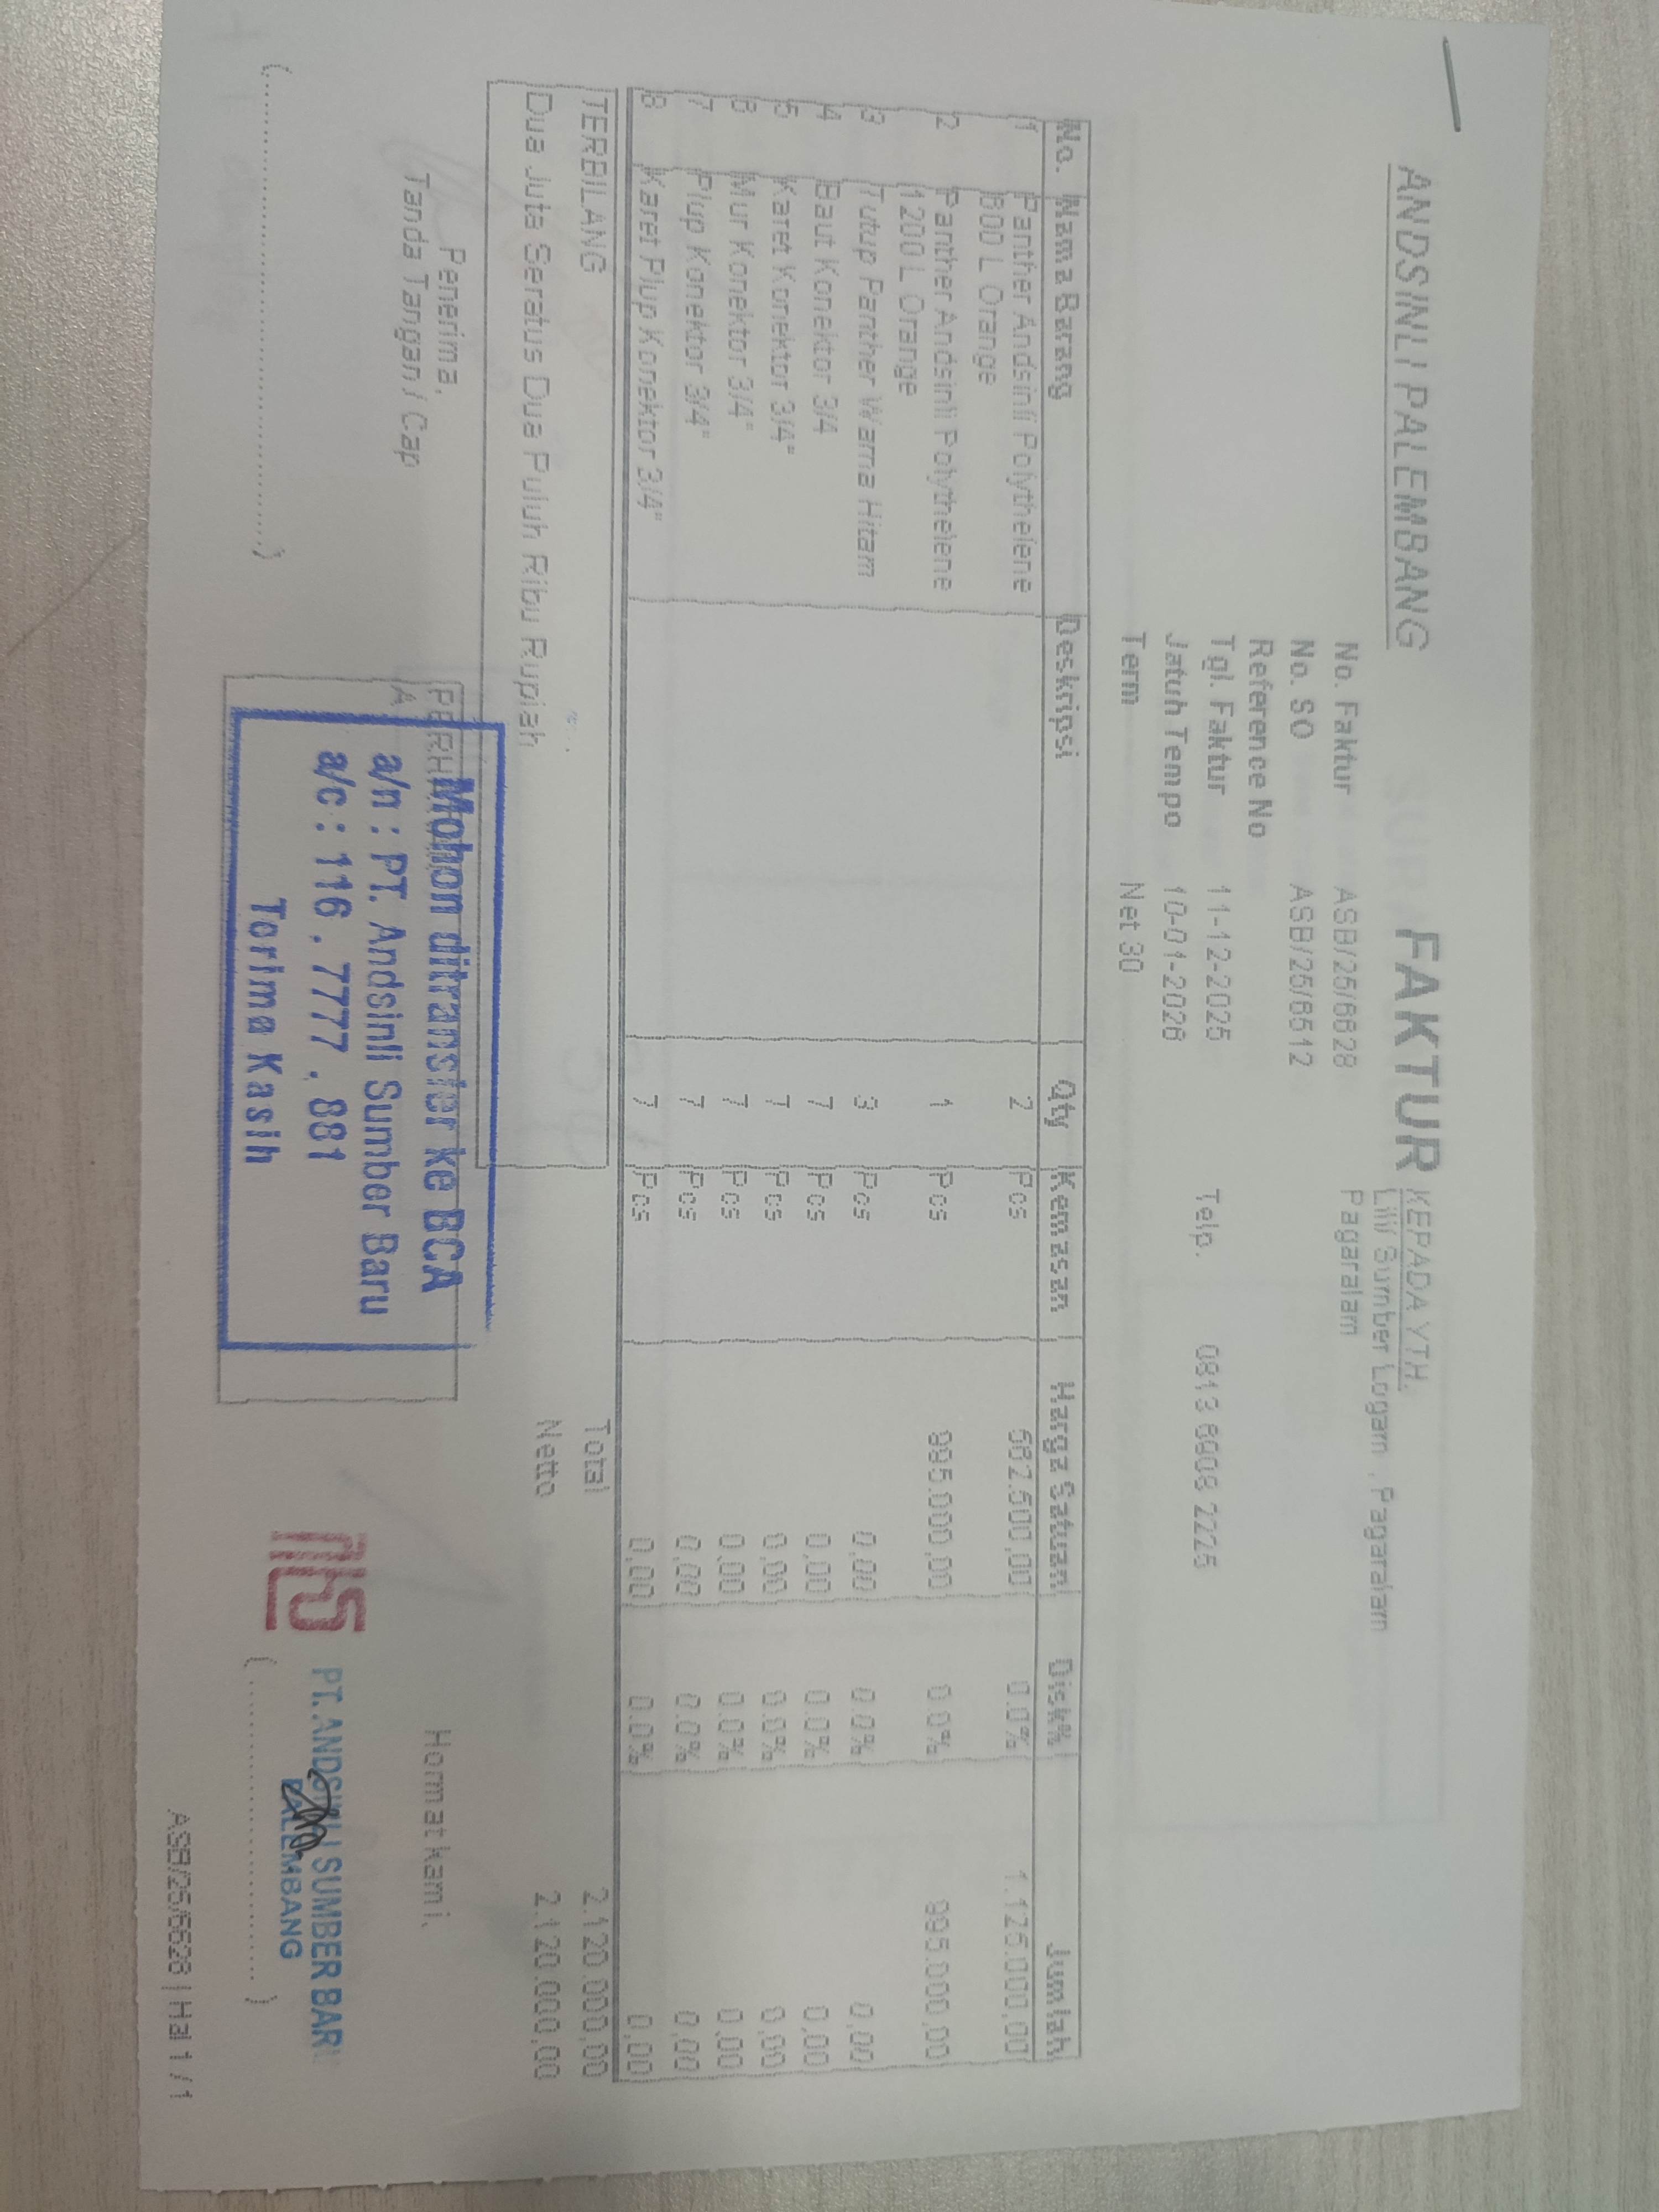 ANDSINLI PALEMBANG
FAKTUR
KEPADA YTH.
Lili/ Sumber Logam , Pagaralam
Pagaralam
Telp. 0813 6908 2225
No. Faktur ASB/25/6628
No. SO ASB/25/6512
Reference No
Tgl. Faktur 11-12-2025
Jatuh Tempo 10-01-2026
Term Net 30
No. Nama Barang Deskripsi Qty Kemasan Harga Satuan Disk% Jumlah
1 Panther Andsinli Polythelene 2 Pcs 562.500,00 0.0% 1.125.000,00
600 L Orange
2 Panther Andsinli Polythelene 1 Pcs 995.000,00 0.0% 995.000,00
1200 L Orange
3 Tutup Panther Warna Hitam 3 Pcs 0,00 0.0% 0,00
4 Baut Konektor 3/4 7 Pcs 0,00 0.0% 0,00
5 Karet Konektor 3/4" 7 Pcs 0,00 0.0% 0,00
6 Mur Konektor 3/4" 7 Pcs 0,00 0.0% 0,00
7 Plup Konektor 3/4" 7 Pcs 0,00 0.0% 0,00
8 Karet Plup Konektor 3/4" 7 Pcs 0,00 0.0% 0,00
TERBILANG
Dua Juta Seratus Dua Puluh Ribu Rupiah
Total 2.120.000,00
Netto 2.120.000,00
Penerima,
Tanda Tangan / Cap
(....................)
Mohon ditransfer ke BCA
a/n : PT. Andsinli Sumber Baru
a/c : 116 . 7777 . 881
Torima Kasih
Hormat kami,
PT. ANDSINLI SUMBER BARU
PALEMBANG
(....................)
ASB/25/6628 | Hal 1 / 1